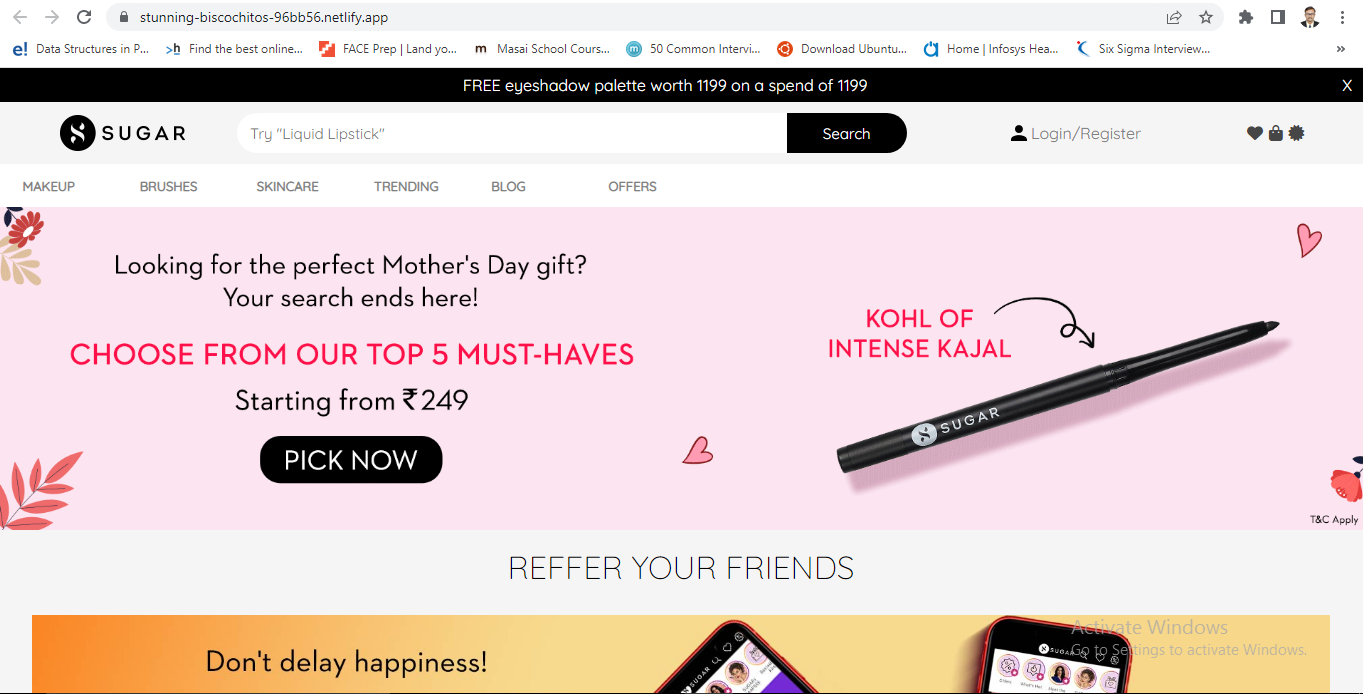 stunning-biscochitos-96bb56.netlify.app
e! Data Structures in P... >h Find the best online... FACE Prep | Land yo... m Masai School Cours... m 50 Common Intervi... Download Ubuntu... Home | Infosys Hea... Six Sigma Interview... »
FREE eyeshadow palette worth 1199 on a spend of 1199 X
SUGAR Try "Liquid Lipstick" Search Login/Register
MAKEUP BRUSHES SKINCARE TRENDING BLOG OFFERS
Looking for the perfect Mother's Day gift?
Your search ends here!
CHOOSE FROM OUR TOP 5 MUST-HAVES
Starting from ₹249
PICK NOW
KOHL OF
INTENSE KAJAL
SUGAR
T&C Apply
REFFER YOUR FRIENDS
Don't delay happiness!
SUGAR
SUGAR
Activate Windows
Go to Settings to activate Windows.